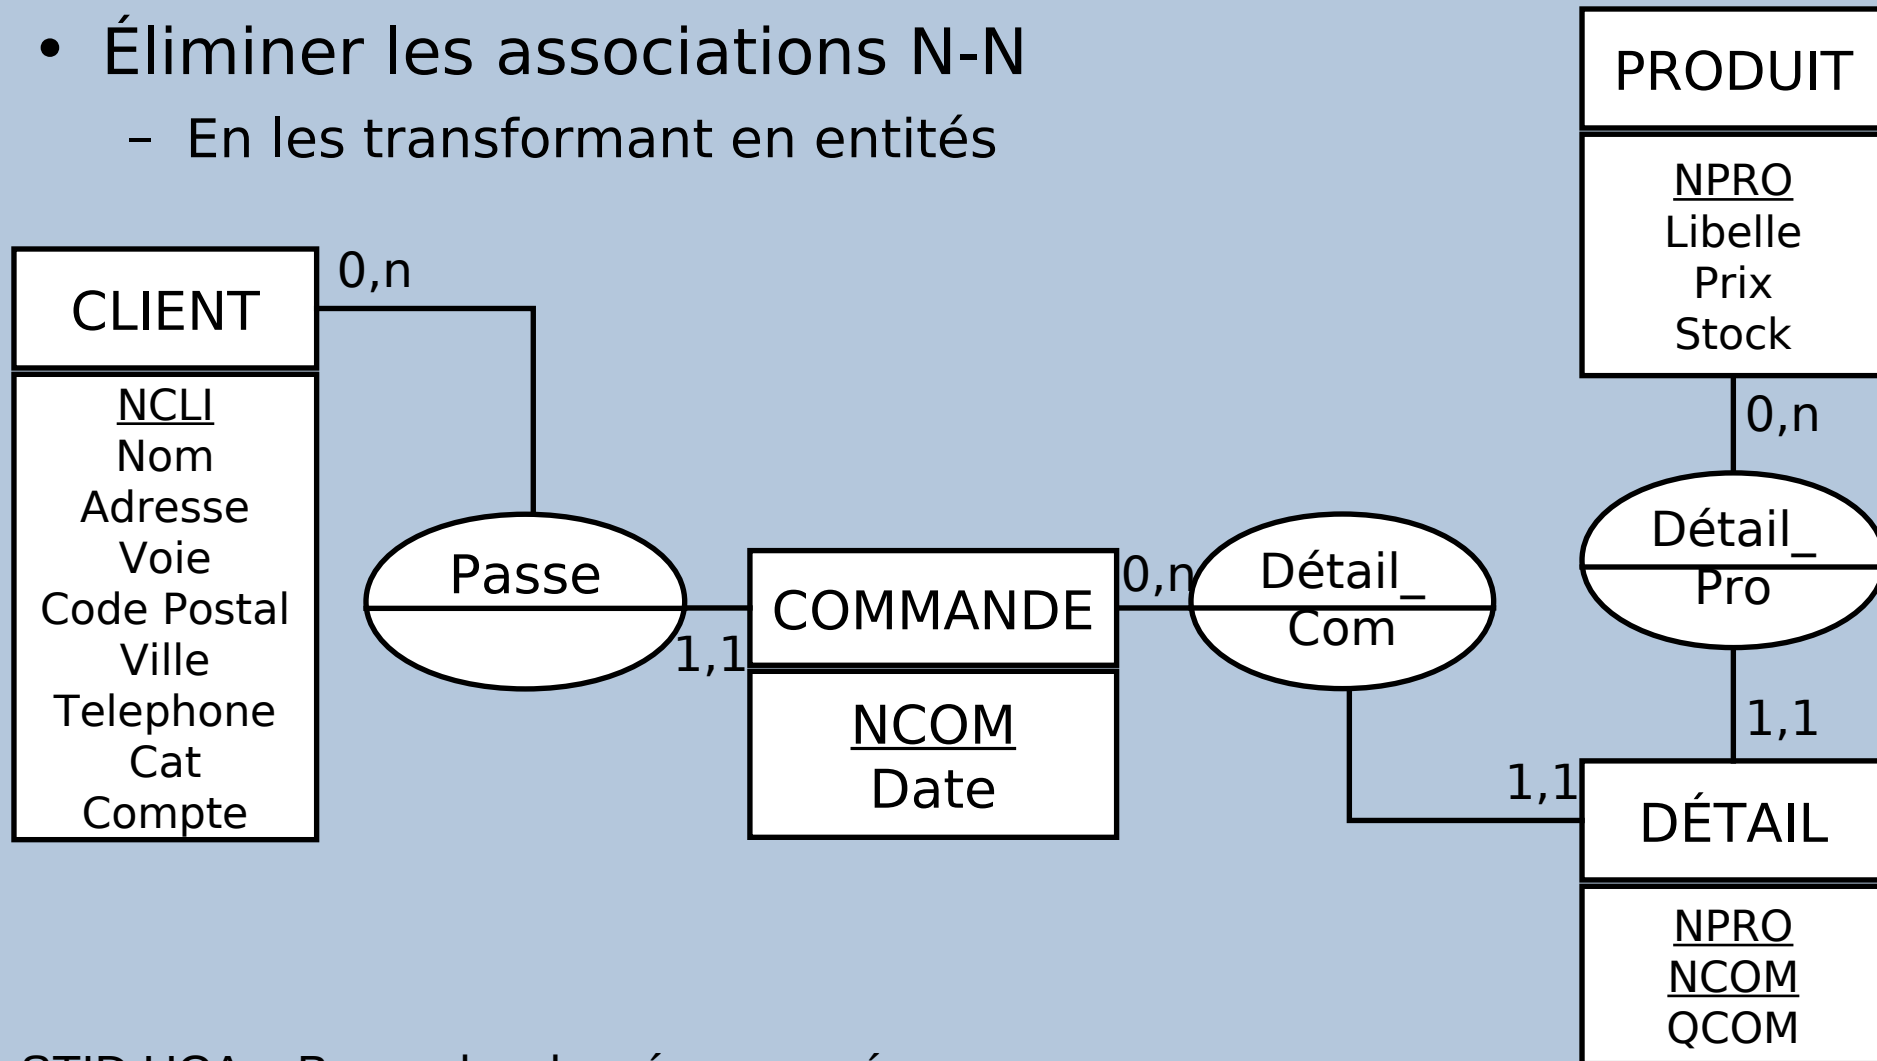 • Éliminer les associations N-N
– En les transformant en entités
CLIENT
NCLI
Nom
Adresse
Voie
Code Postal
Ville
Telephone
Cat
Compte
0,n
Passe
1,1
COMMANDE
NCOM
Date
0,n
Détail_
Com
1,1
PRODUIT
NPRO
Libelle
Prix
Stock
0,n
Détail_
Pro
1,1
DÉTAIL
NPRO
NCOM
QCOM